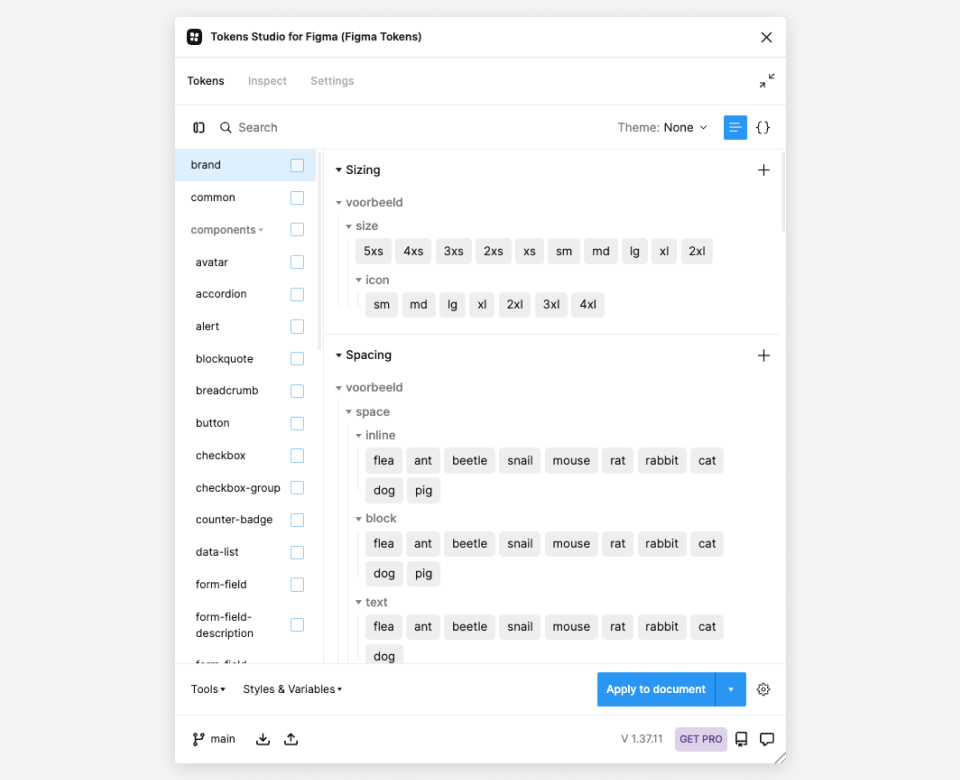 Tokens Studio for Figma (Figma Tokens)
Tokens Inspect Settings
Search Theme: None {}
brand
common
components
avatar
accordion
alert
blockquote
breadcrumb
button
checkbox
checkbox-group
counter-badge
data-list
form-field
form-field-
description
form-field
Sizing
voorbeeld
size
5xs 4xs 3xs 2xs xs sm md lg xl 2xl
icon
sm md lg xl 2xl 3xl 4xl
Spacing
voorbeeld
space
inline
flea ant beetle snail mouse rat rabbit cat
dog pig
block
flea ant beetle snail mouse rat rabbit cat
dog pig
text
flea ant beetle snail mouse rat rabbit cat
dog
Tools Styles & Variables Apply to document
main V 1.37.11 GET PRO